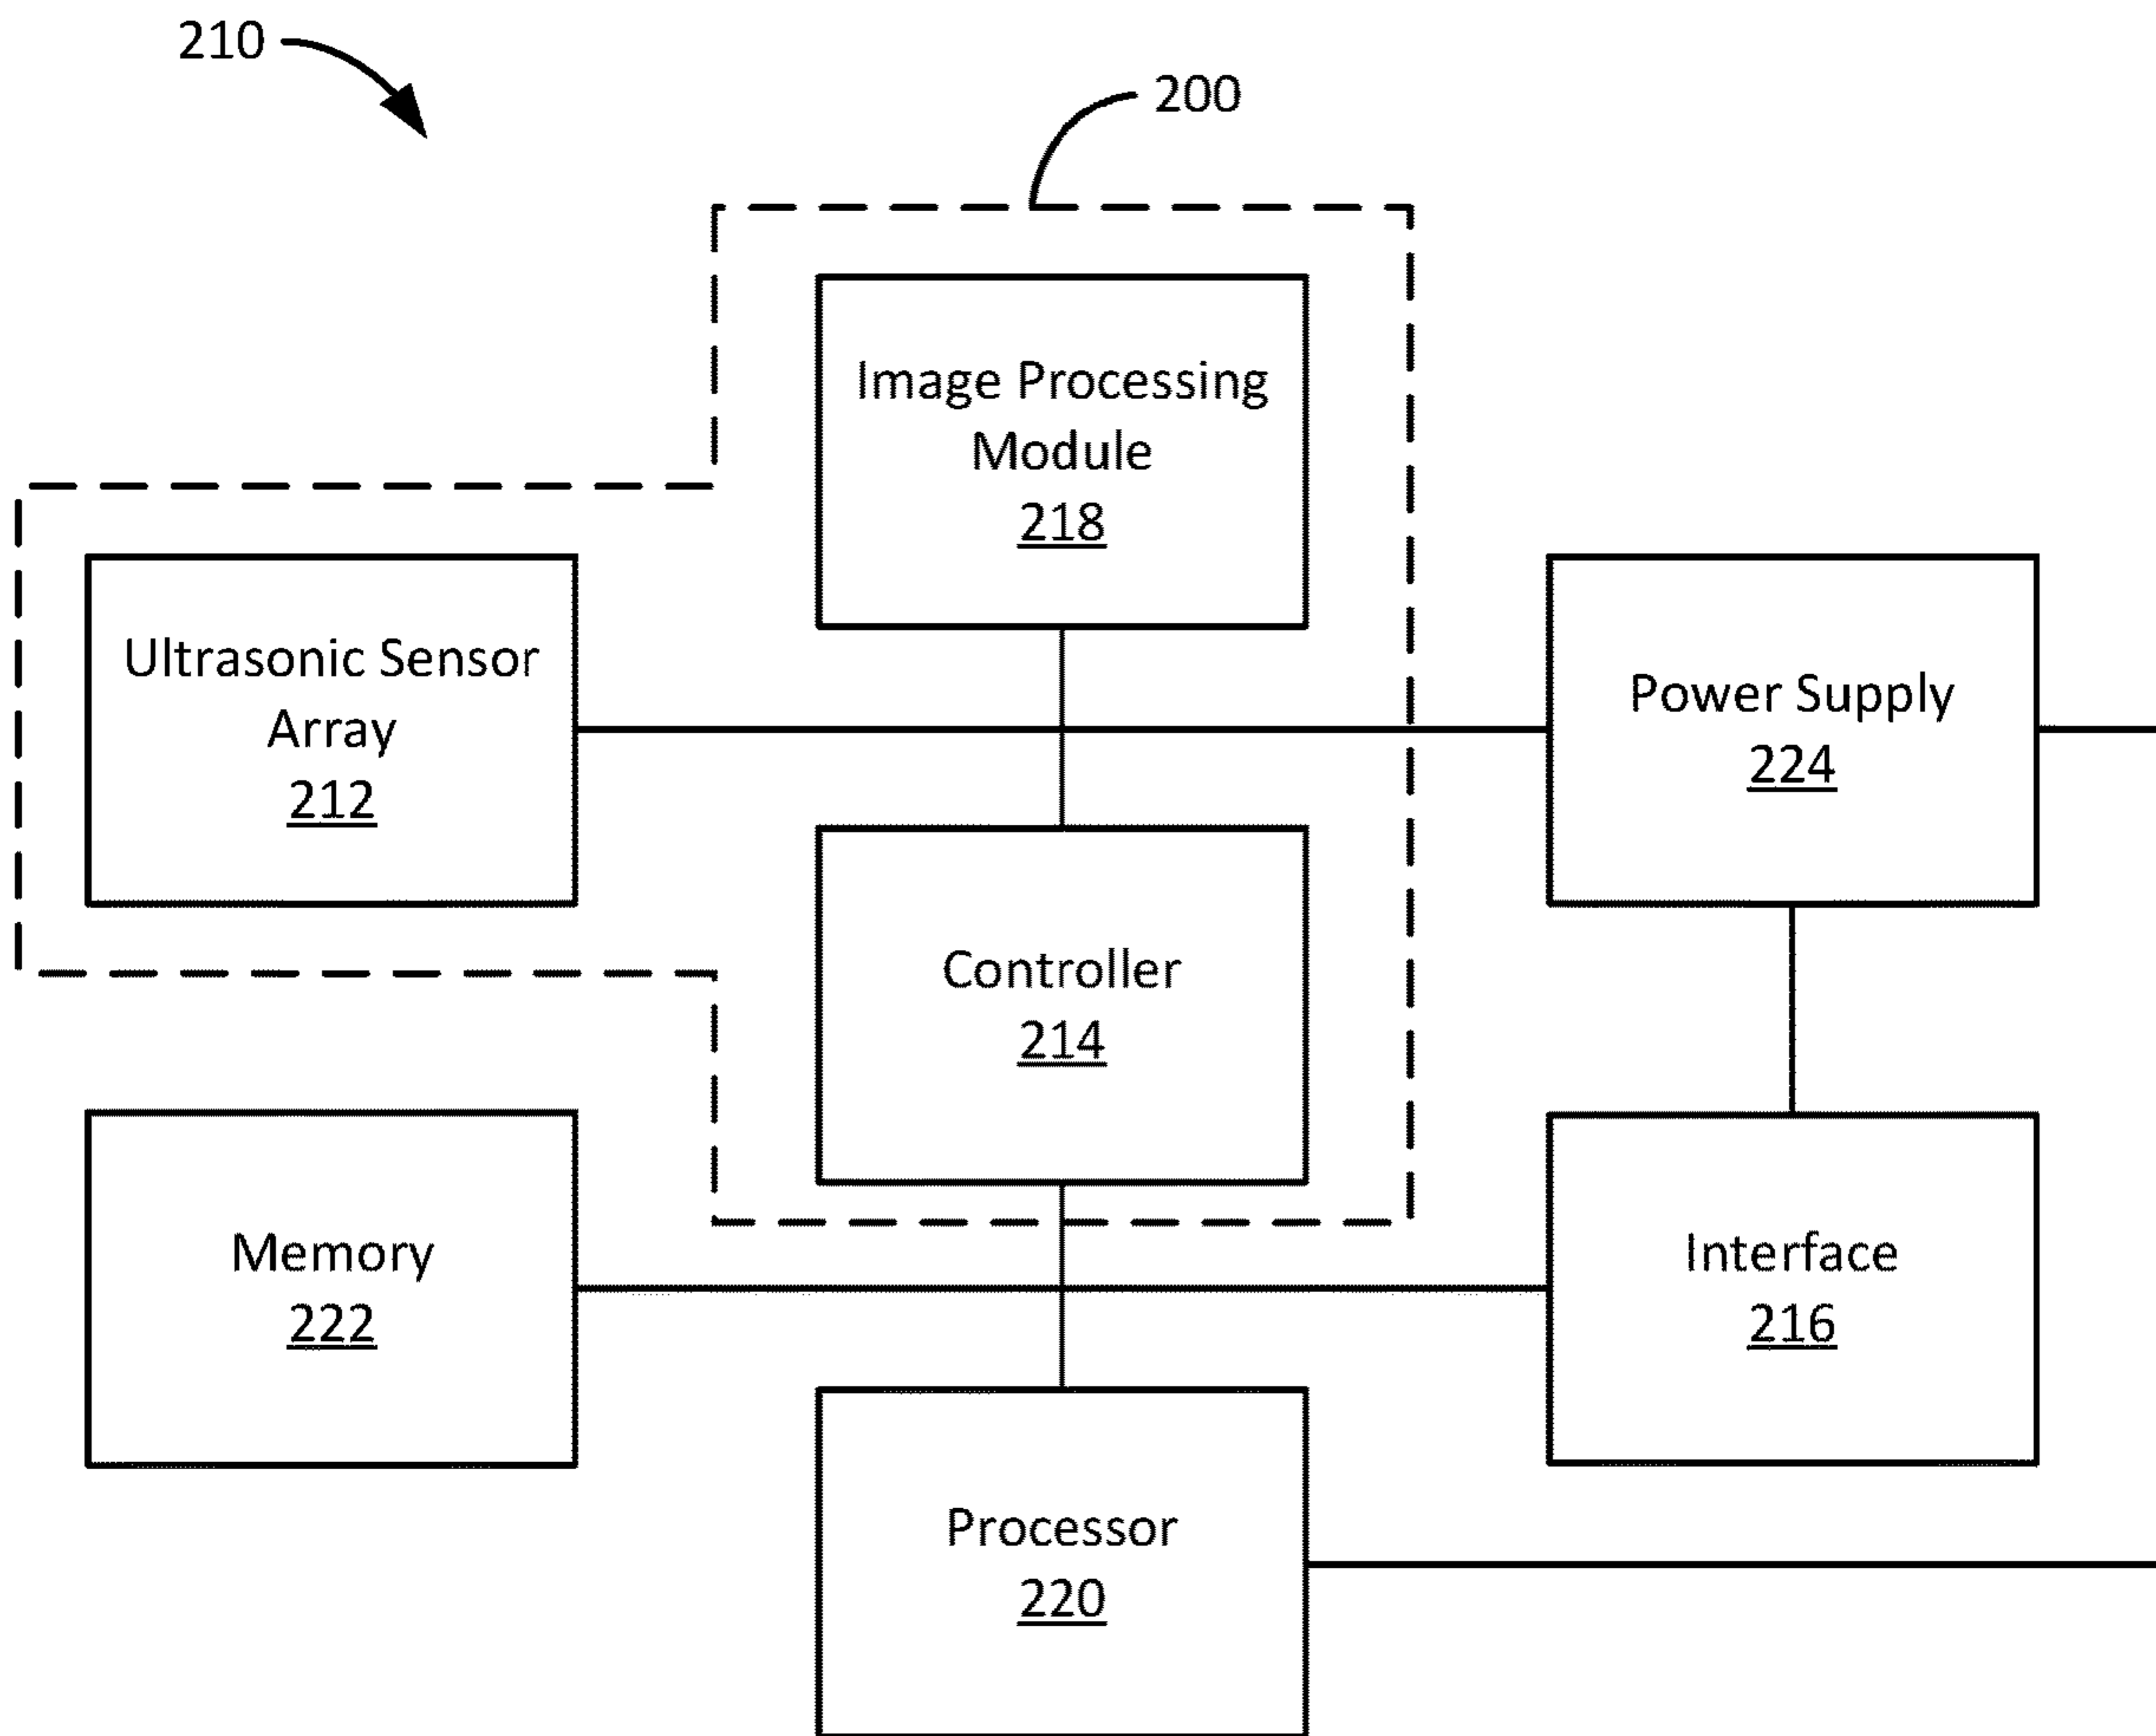 210
200
Image Processing
Module
218
Ultrasonic Sensor
Array
212
Power Supply
224
Controller
214
Memory
222
Interface
216
Processor
220